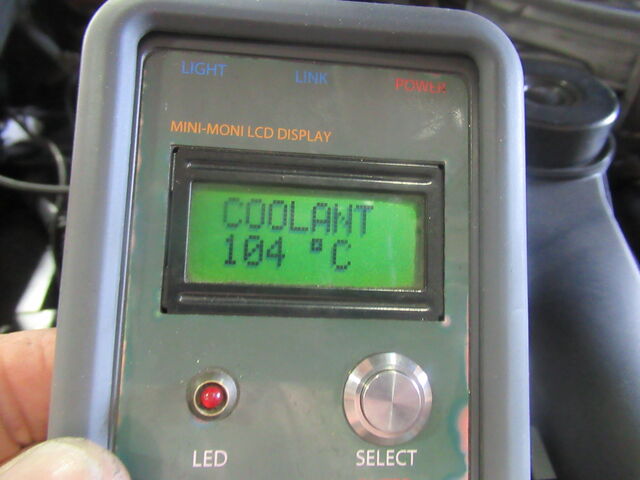 LIGHT LINK POWER
MINI-MONI LCD DISPLAY
COOLANT
104 °C
LED SELECT